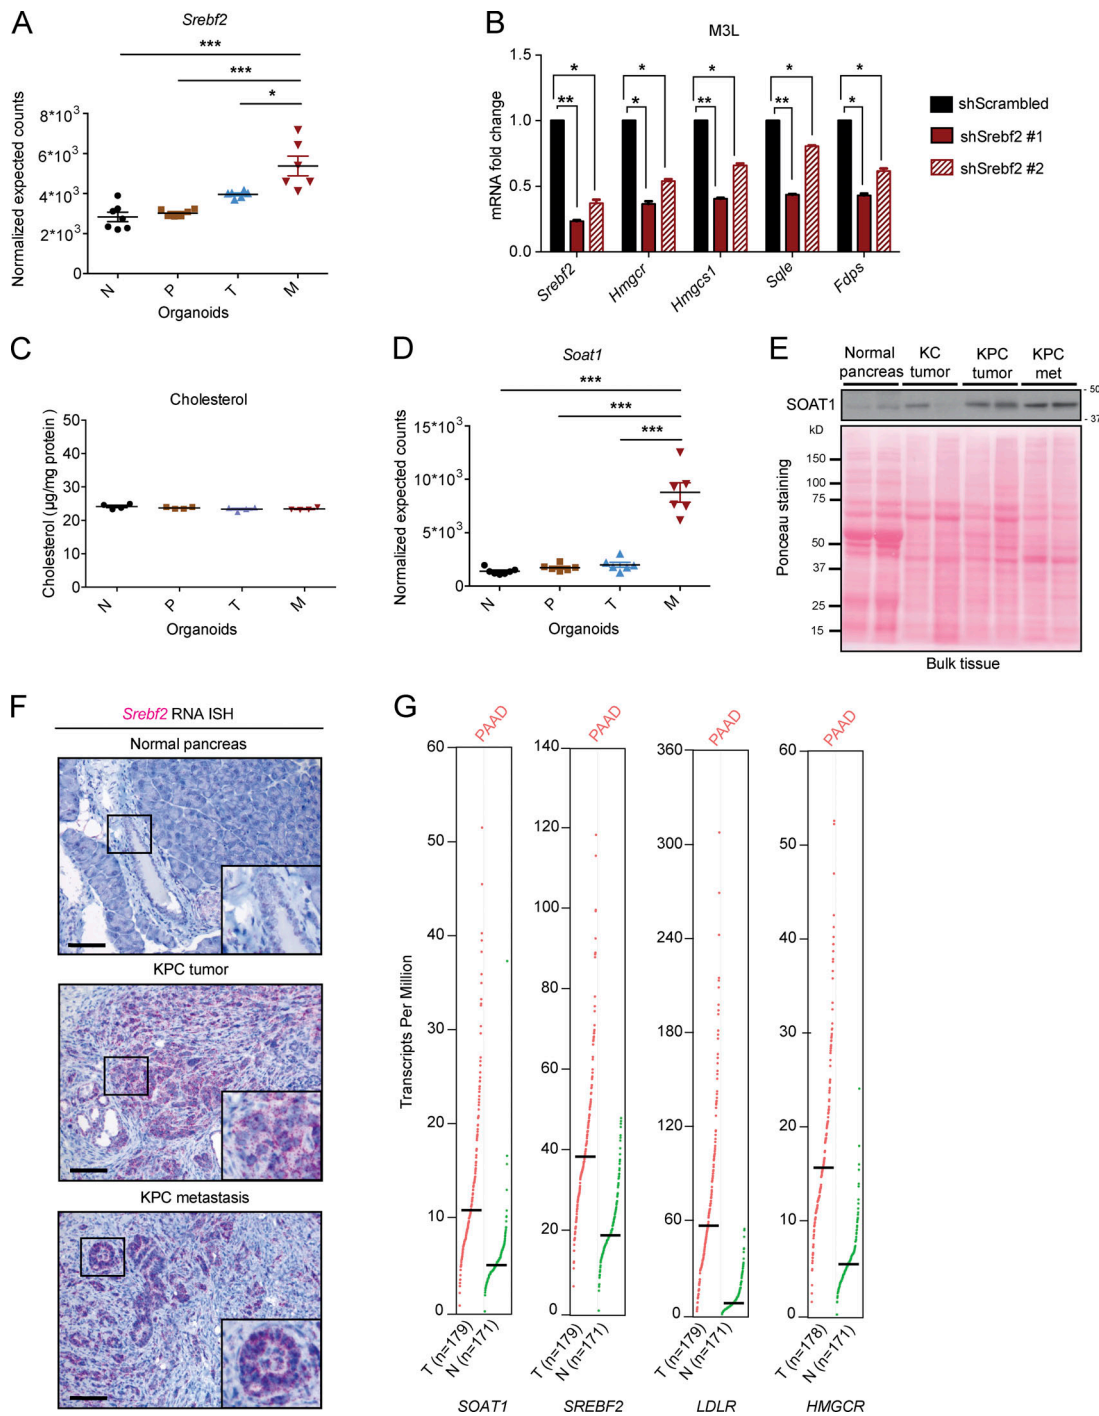 A
Srebf2
***
***
*
Normalized expected counts
8*10³
6*10³
4*10³
2*10³
0
N P T M
Organoids
B
M3L
mRNA fold change
1.5
1.0
0.5
0.0
* * * * *
** * ** ** *
Srebf2 Hmgcr Hmgcs1 Sqle Fdps
shScrambled
shSrebf2 #1
shSrebf2 #2
C
Cholesterol
Cholesterol (µg/mg protein)
50
40
30
20
10
0
N P T M
Organoids
D
Soat1
***
***
***
Normalized expected counts
15*10³
10*10³
5*10³
0
N P T M
Organoids
E
Normal pancreas
KC tumor
KPC tumor
KPC met
SOAT1
- 50
- 37
kD
150
100
75
50
37
25
15
Ponceau staining
Bulk tissue
F
Srebf2 RNA ISH
Normal pancreas
KPC tumor
KPC metastasis
G
Transcripts Per Million
PAAD
60
50
40
30
20
10
0
T (n=179)
N (n=171)
SOAT1
PAAD
140
120
100
80
60
40
20
0
T (n=179)
N (n=171)
SREBF2
PAAD
360
300
240
180
120
60
0
T (n=179)
N (n=171)
LDLR
PAAD
60
50
40
30
20
10
0
T (n=178)
N (n=171)
HMGCR